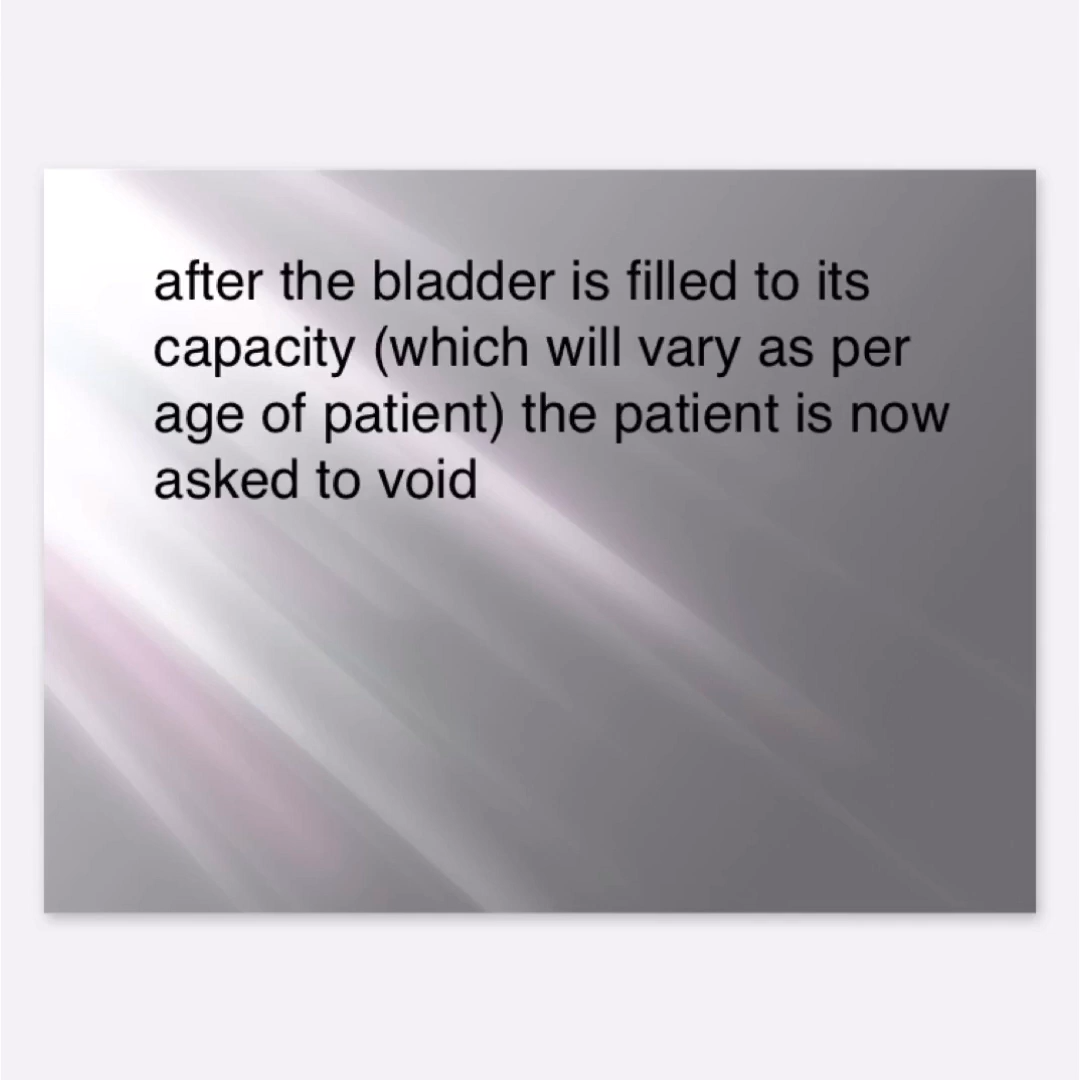 after the bladder is filled to its
capacity (which will vary as per
age of patient) the patient is now
asked to void